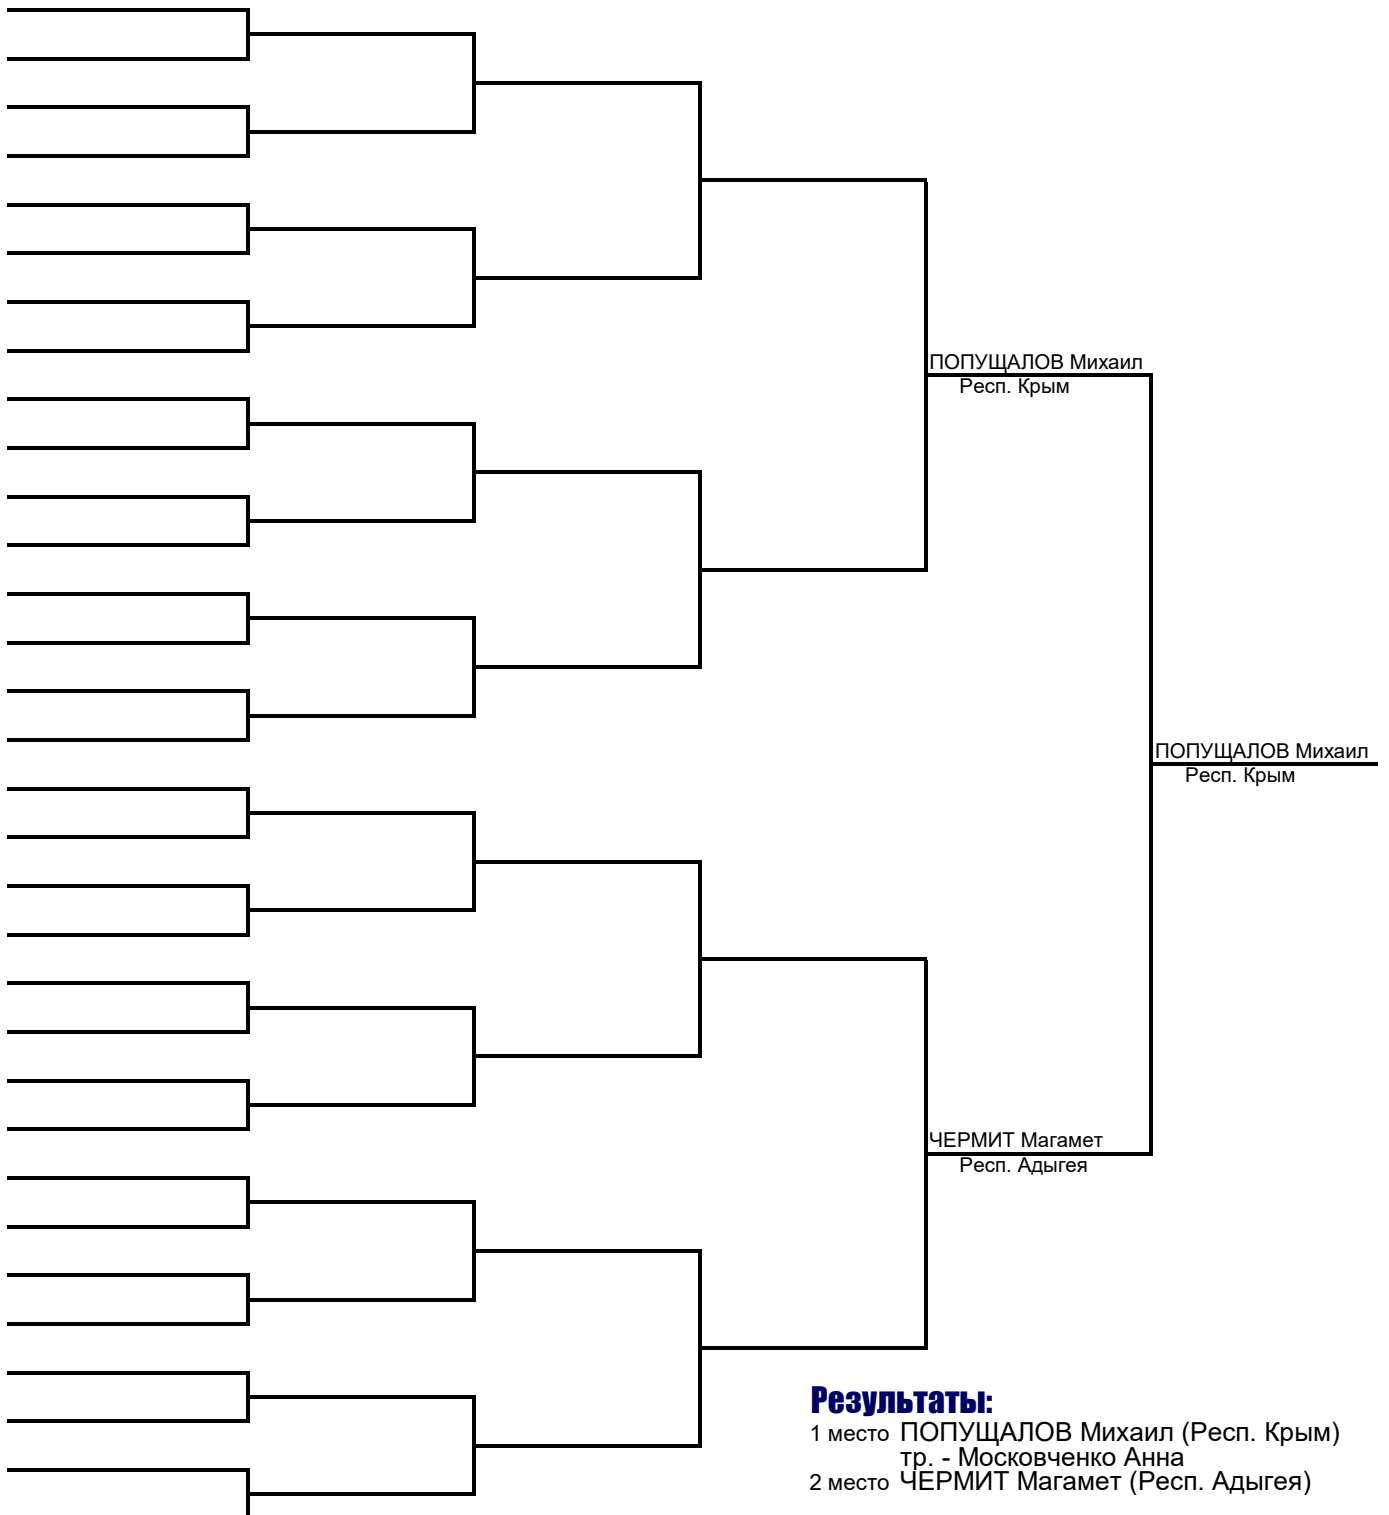 ПОПУЩАЛОВ Михаил
Респ. Крым
ПОПУЩАЛОВ Михаил
Респ. Крым
ЧЕРМИТ Магамет
Респ. Адыгея
Результаты:
1 место ПОПУЩАЛОВ Михаил (Респ. Крым)
тр. - Московченко Анна
2 место ЧЕРМИТ Магамет (Респ. Адыгея)